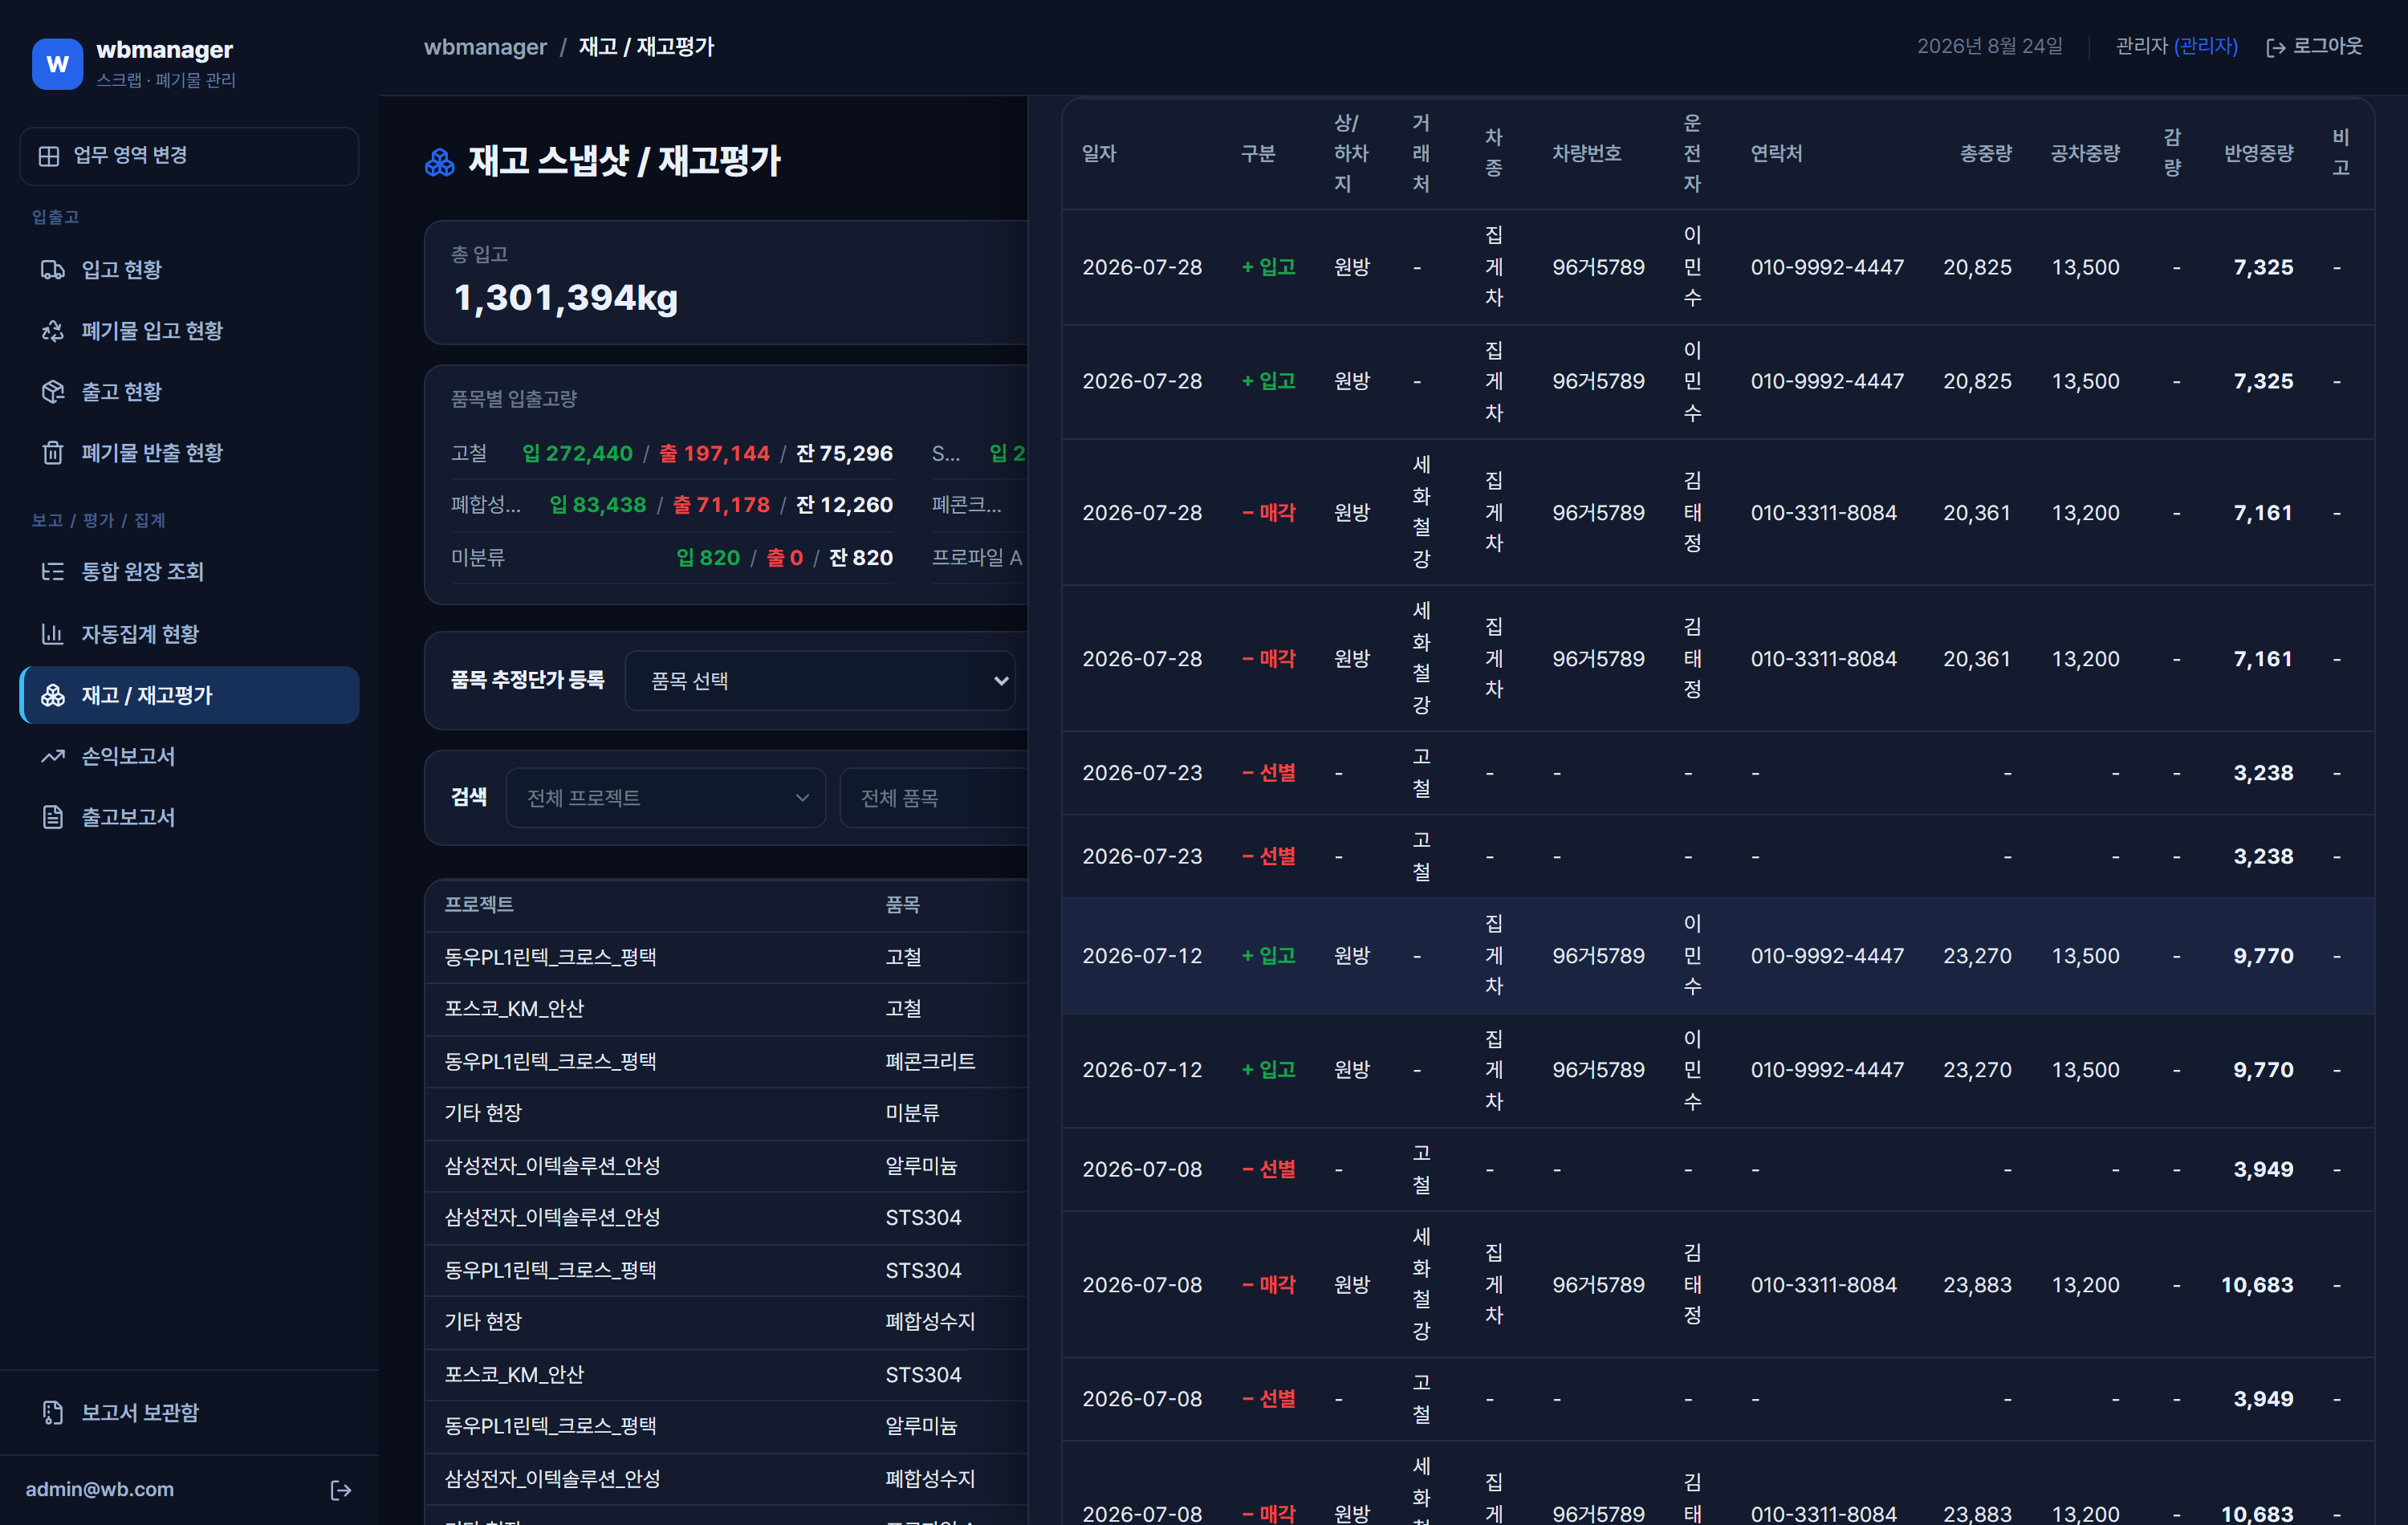 W
wbmanager
스크랩 · 폐기물 관리
업무 영역 변경
입출고
입고 현황
폐기물 입고 현황
출고 현황
폐기물 반출 현황
보고 / 평가 / 집계
통합 원장 조회
자동집계 현황
재고 / 재고평가
손익보고서
출고보고서
보고서 보관함
admin@wb.com
wbmanager / 재고 / 재고평가
2026년 8월 24일
관리자 (관리자)
로그아웃
재고 스냅샷 / 재고평가
총 입고
1,301,394kg
품목별 입출고량
고철 입 272,440 / 출 197,144 / 잔 75,296 S... 입 2
폐합성... 입 83,438 / 출 71,178 / 잔 12,260 폐콘크...
미분류 입 820 / 출 0 / 잔 820 프로파일 A
품목 추정단가 등록 품목 선택
검색 전체 프로젝트 전체 품목
프로젝트 품목
동우PL1린텍_크로스_평택 고철
포스코_KM_안산 고철
동우PL1린텍_크로스_평택 폐콘크리트
기타 현장 미분류
삼성전자_이텍솔루션_안성 알루미늄
삼성전자_이텍솔루션_안성 STS304
동우PL1린텍_크로스_평택 STS304
기타 현장 폐합성수지
포스코_KM_안산 STS304
동우PL1린텍_크로스_평택 알루미늄
삼성전자_이텍솔루션_안성 폐합성수지
일자 구분 상/하차지 거래처 차종 차량번호 운전자 연락처 총중량 공차중량 감량 반영중량 비고
2026-07-28 + 입고 원방 - 집게차 96거5789 이민수 010-9992-4447 20,825 13,500 - 7,325 -
2026-07-28 + 입고 원방 - 집게차 96거5789 이민수 010-9992-4447 20,825 13,500 - 7,325 -
2026-07-28 − 매각 원방 세화철강 집게차 96거5789 김태정 010-3311-8084 20,361 13,200 - 7,161 -
2026-07-28 − 매각 원방 세화철강 집게차 96거5789 김태정 010-3311-8084 20,361 13,200 - 7,161 -
2026-07-23 − 선별 - 고철 - - - - - - - 3,238 -
2026-07-23 − 선별 - 고철 - - - - - - - 3,238 -
2026-07-12 + 입고 원방 - 집게차 96거5789 이민수 010-9992-4447 23,270 13,500 - 9,770 -
2026-07-12 + 입고 원방 - 집게차 96거5789 이민수 010-9992-4447 23,270 13,500 - 9,770 -
2026-07-08 − 선별 - 고철 - - - - - - - 3,949 -
2026-07-08 − 매각 원방 세화철강 집게차 96거5789 김태정 010-3311-8084 23,883 13,200 - 10,683 -
2026-07-08 − 선별 - 고철 - - - - - - - 3,949 -
2026-07-08 − 매각 원방 세화 집게 96거5789 김태 010-3311-8084 23,883 13,200 - 10,683 -